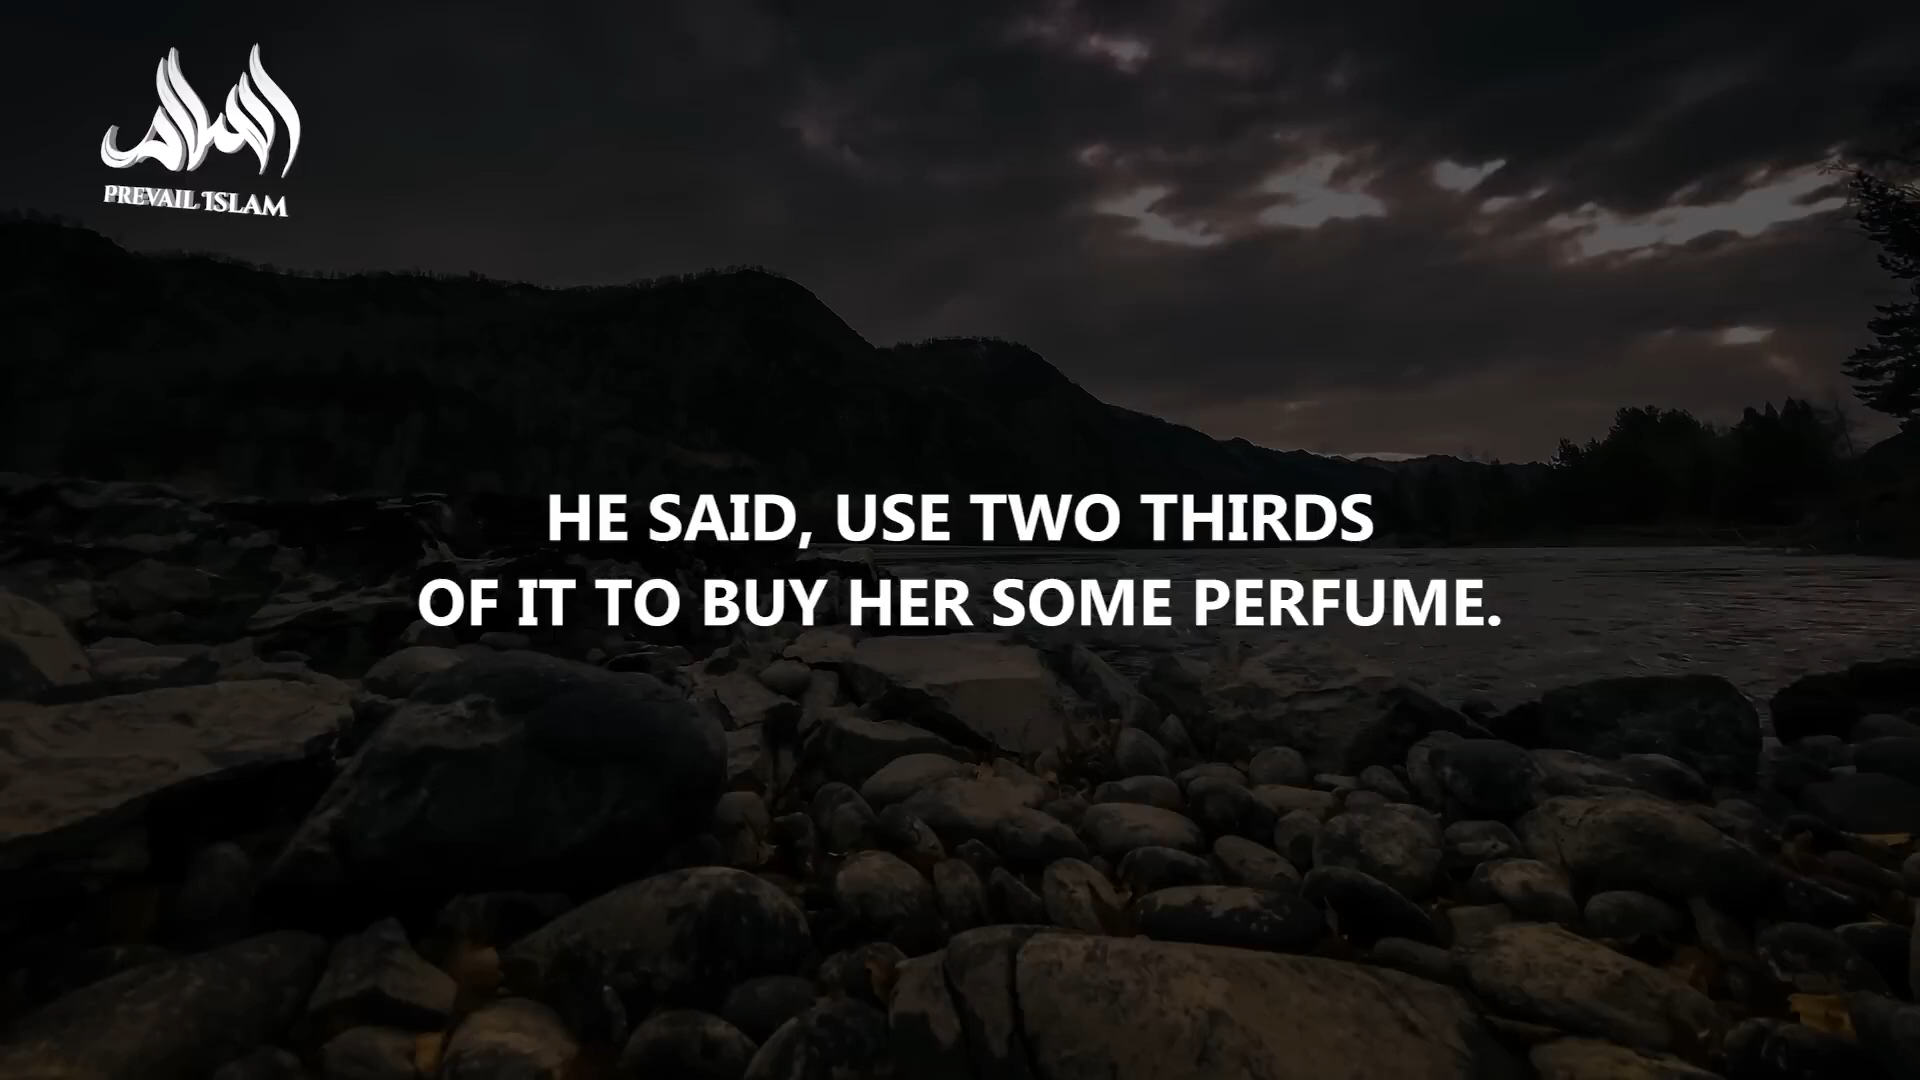 PREVAIL ISLAM
HE SAID, USE TWO THIRDS
OF IT TO BUY HER SOME PERFUME.